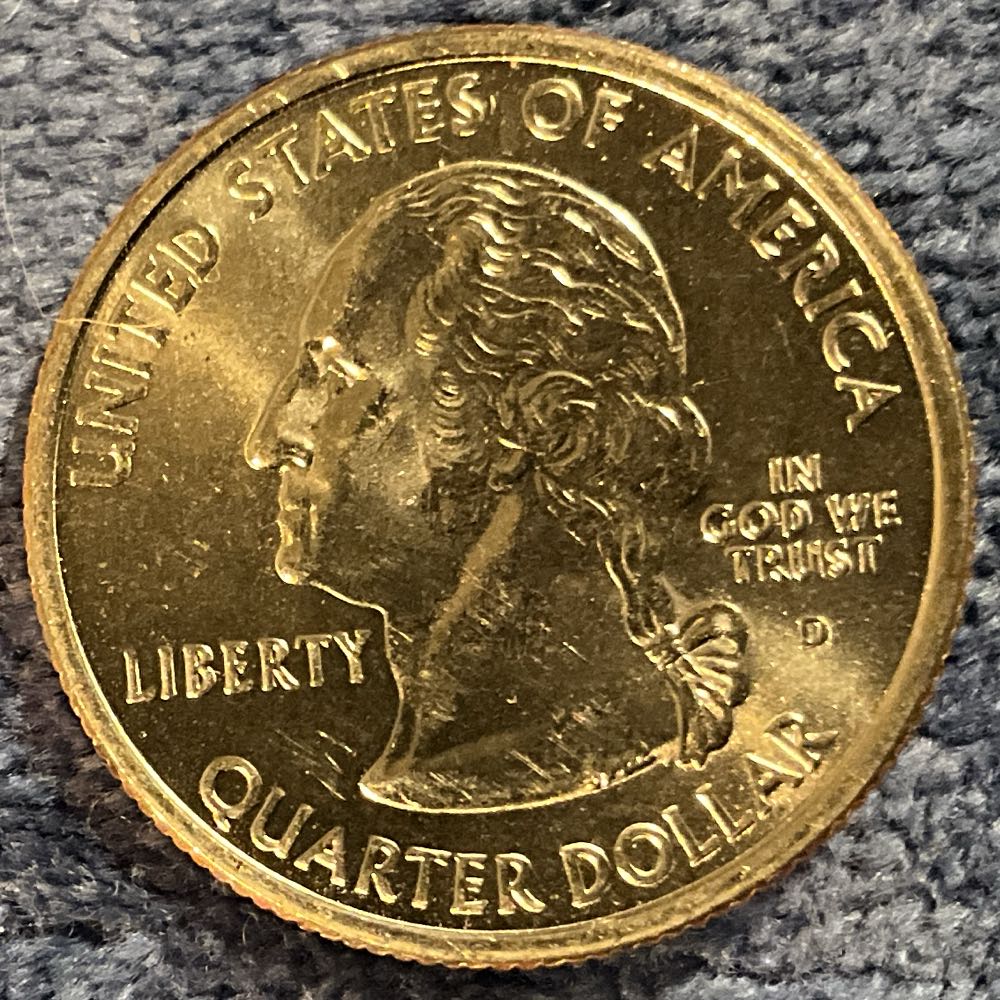 UNITED STATES OF AMERICA
LIBERTY
IN
GOD WE
TRUST
D
QUARTER DOLLAR